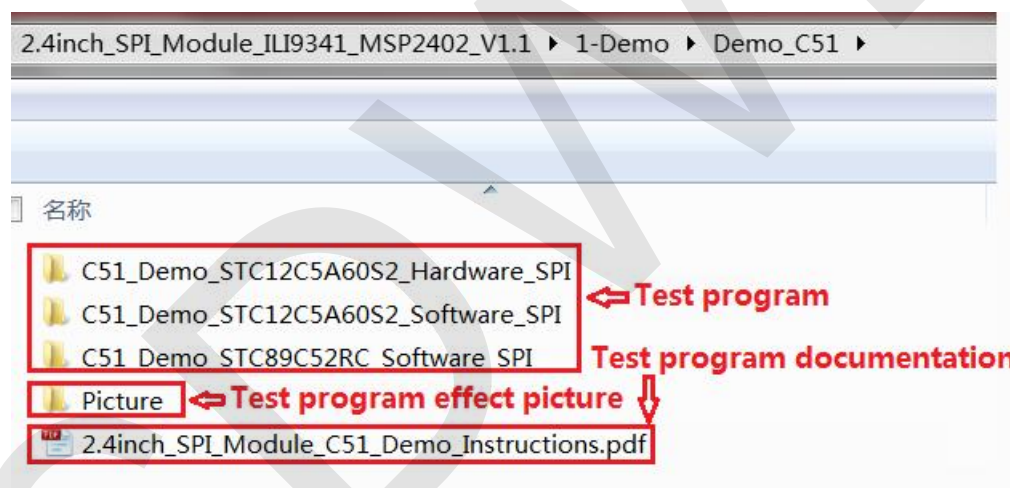 2.4inch_SPI_Module_ILI9341_MSP2402_V1.1 ▸ 1-Demo ▸ Demo_C51 ▸
名称
C51_Demo_STC12C5A60S2_Hardware_SPI
Test program
C51_Demo_STC12C5A60S2_Software_SPI
C51_Demo_STC89C52RC_Software_SPI
Test program documentation
Picture
Test program effect picture
2.4inch_SPI_Module_C51_Demo_Instructions.pdf